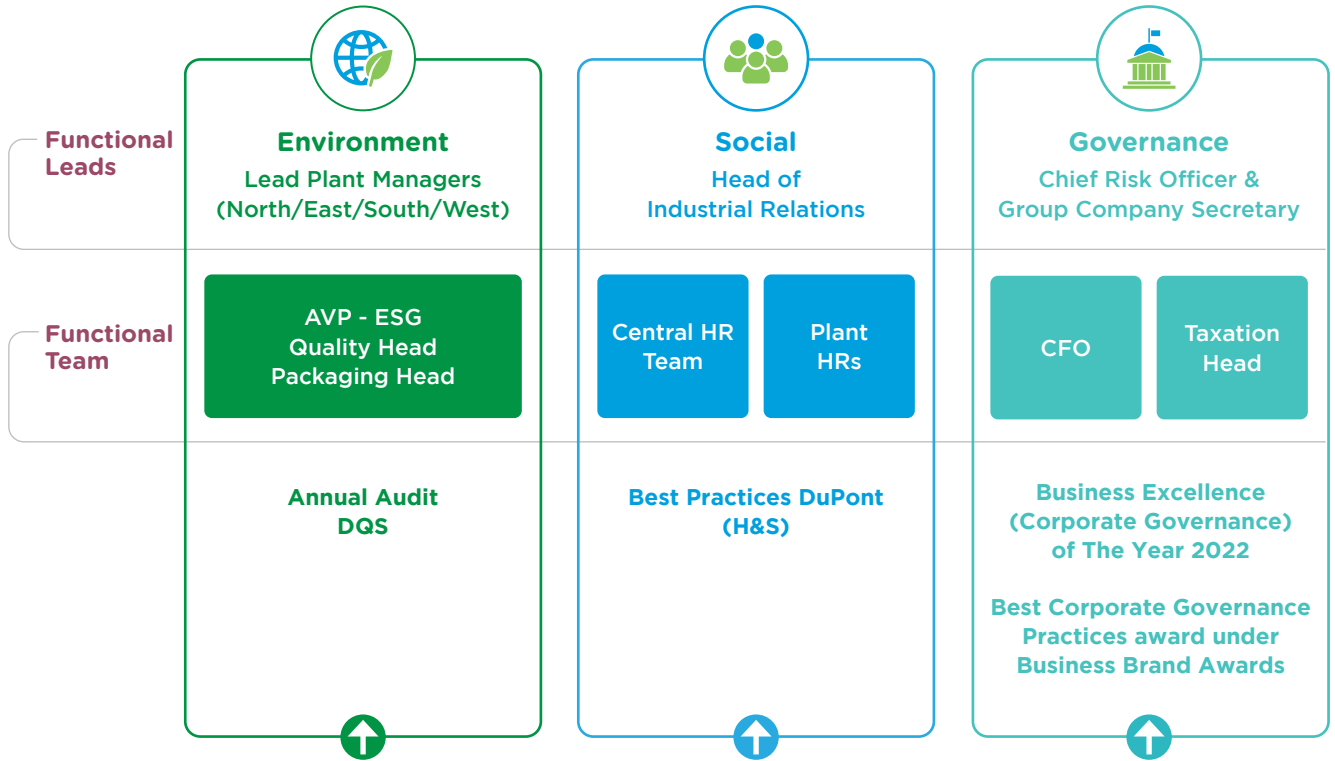 Functional
Leads
Environment
Lead Plant Managers
(North/East/South/West)
Social
Head of
Industrial Relations
Governance
Chief Risk Officer &
Group Company Secretary
Functional
Team
AVP - ESG
Quality Head
Packaging Head
Central HR
Team
Plant
HRs
CFO
Taxation
Head
Annual Audit
DQS
Best Practices DuPont
(H&S)
Business Excellence
(Corporate Governance)
of The Year 2022
Best Corporate Governance
Practices award under
Business Brand Awards